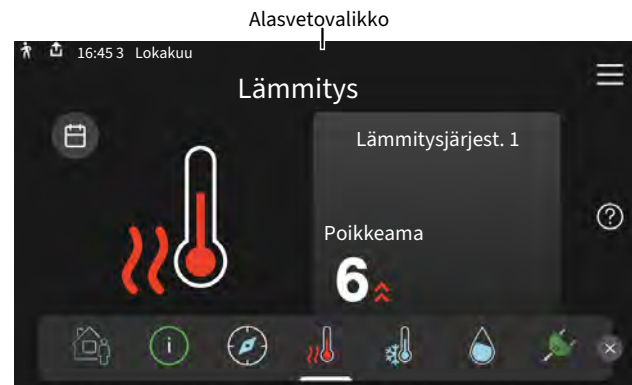 Alasvetovalikko
16:45 3 Lokakuu
Lämmitys
Lämmitysjärjest. 1
Poikkeama
6